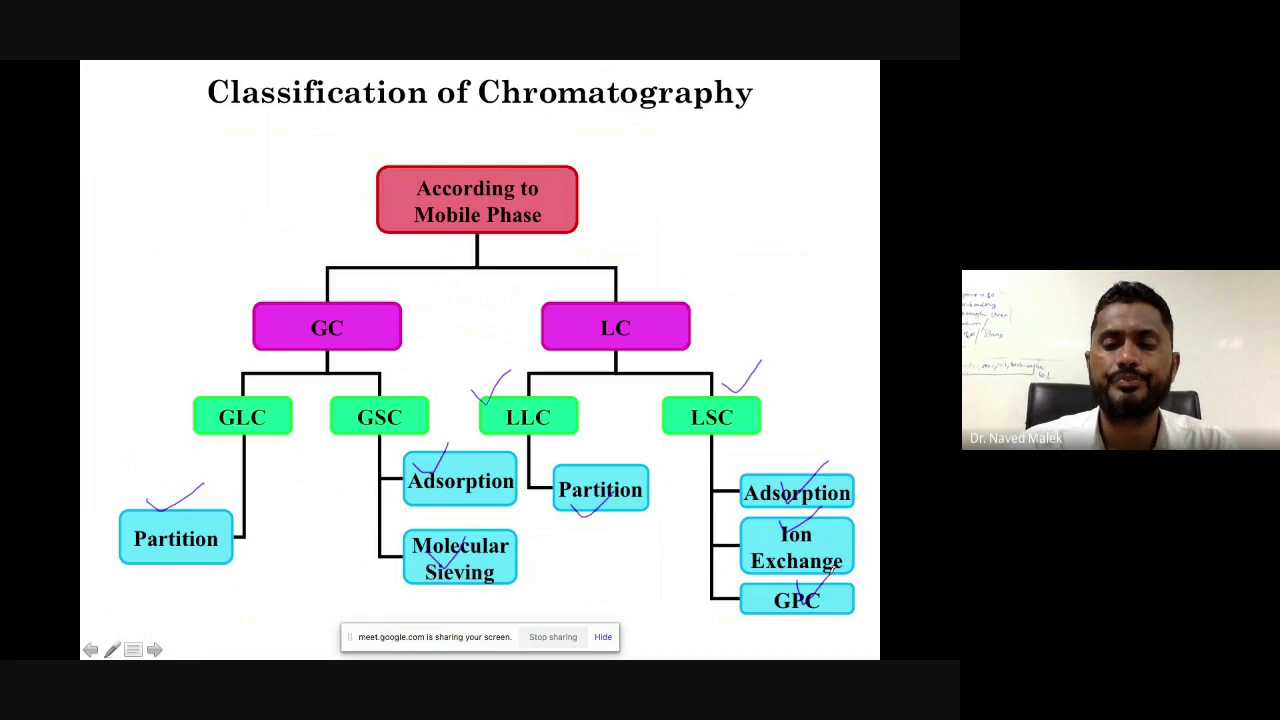 Classification of Chromatography
According to
Mobile Phase
GC
LC
GLC
GSC
LLC
LSC
Adsorption
Partition
Adsorption
Partition
Molecular
Sieving
Ion
Exchange
GPC
meet.google.com is sharing your screen.
Stop sharing
Hide
Dr. Naved Malek